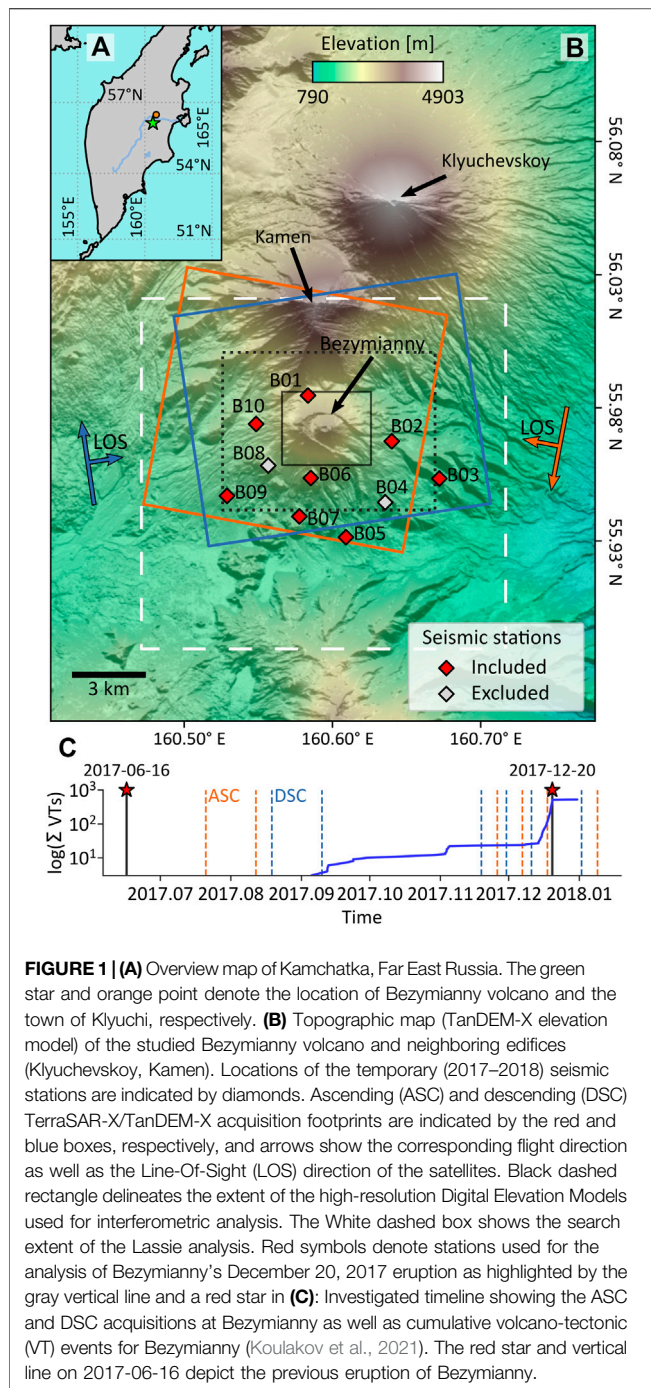 A
57°N
165°E
54°N
155°E
160°E
51°N
B
Elevation [m]
790 4903
Klyuchevskoy
Kamen
Bezymianny
B01
B10
B02
B08
B03
B06
B04
B09
B07
B05
LOS
LOS
56.08° N
56.03° N
55.98° N
55.93° N
Seismic stations
Included
Excluded
3 km
160.50° E 160.60° E 160.70° E
C
2017-06-16 2017-12-20
ASC DSC
log(Σ VTs)
10³
10²
10¹
2017.07 2017.08 2017.09 2017.10 2017.11 2017.12 2018.01
Time
FIGURE 1 | (A) Overview map of Kamchatka, Far East Russia. The green
star and orange point denote the location of Bezymianny volcano and the
town of Klyuchi, respectively. (B) Topographic map (TanDEM-X elevation
model) of the studied Bezymianny volcano and neighboring edifices
(Klyuchevskoy, Kamen). Locations of the temporary (2017–2018) seismic
stations are indicated by diamonds. Ascending (ASC) and descending (DSC)
TerraSAR-X/TanDEM-X acquisition footprints are indicated by the red and
blue boxes, respectively, and arrows show the corresponding flight direction
as well as the Line-Of-Sight (LOS) direction of the satellites. Black dashed
rectangle delineates the extent of the high-resolution Digital Elevation Models
used for interferometric analysis. The White dashed box shows the search
extent of the Lassie analysis. Red symbols denote stations used for the
analysis of Bezymianny's December 20, 2017 eruption as highlighted by the
gray vertical line and a red star in (C): Investigated timeline showing the ASC
and DSC acquisitions at Bezymianny as well as cumulative volcano-tectonic
(VT) events for Bezymianny (Koulakov et al., 2021). The red star and vertical
line on 2017-06-16 depict the previous eruption of Bezymianny.